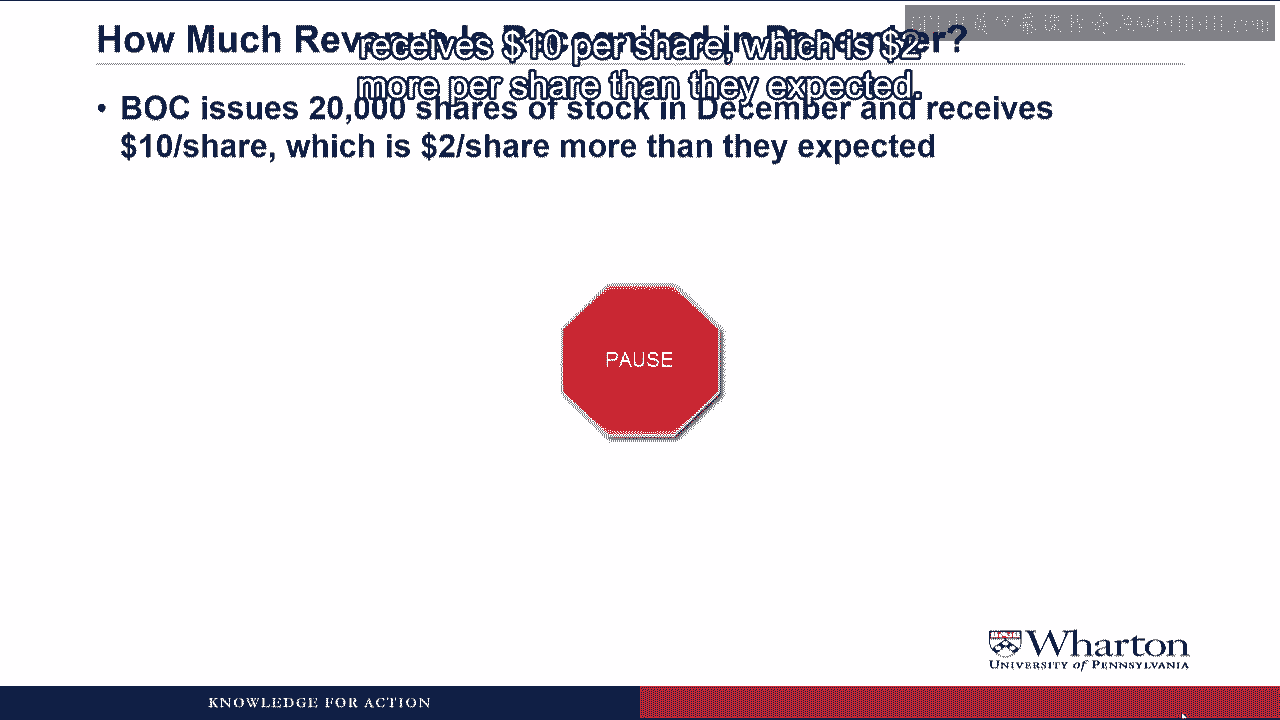 How Much Revenue Is Recognized in December?
receives $10 per share, which is $2
more per share than they expected.
• BOC issues 20,000 shares of stock in December and receives
$10/share, which is $2/share more than they expected
PAUSE
Wharton
UNIVERSITY of PENNSYLVANIA
KNOWLEDGE FOR ACTION